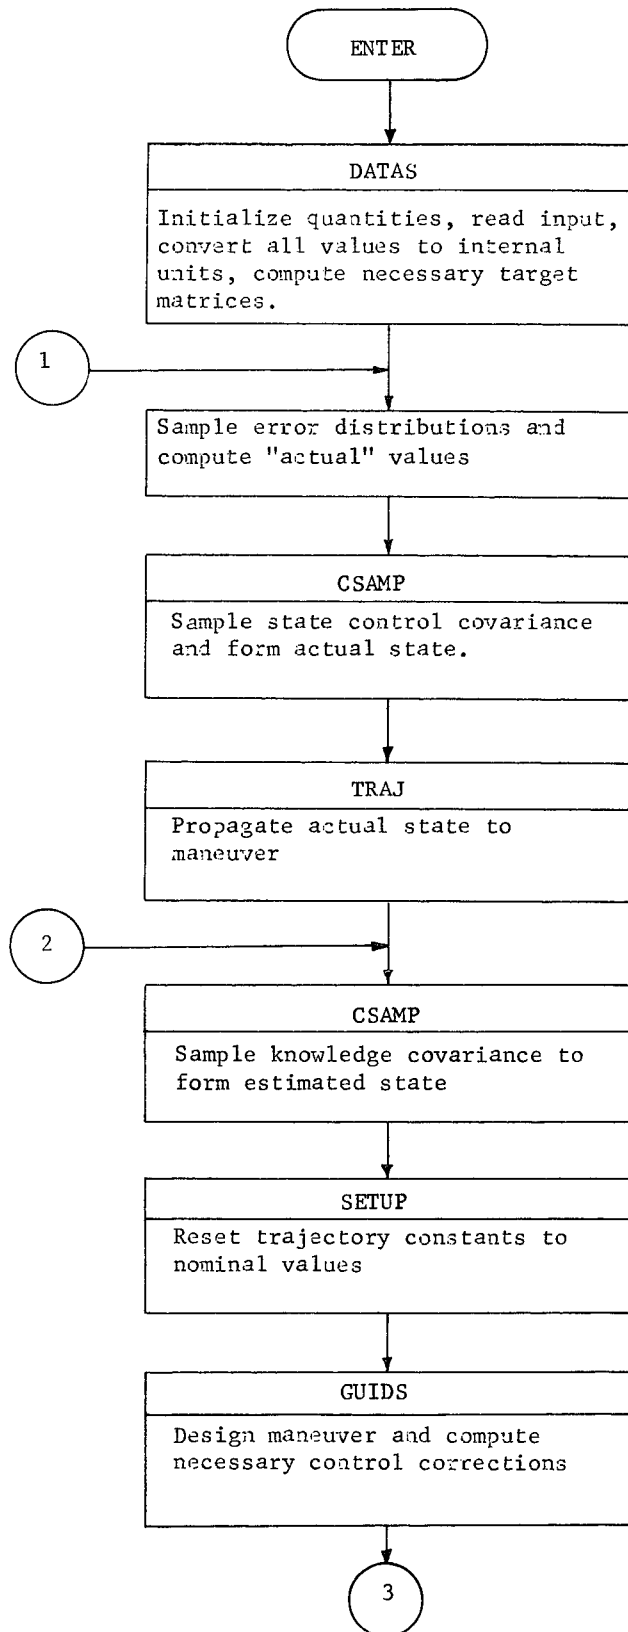 ENTER
DATAS
Initialize quantities, read input,
convert all values to internal
units, compute necessary target
matrices.
1
Sample error distributions and
compute "actual" values
CSAMP
Sample state control covariance
and form actual state.
TRAJ
Propagate actual state to
maneuver
2
CSAMP
Sample knowledge covariance to
form estimated state
SETUP
Reset trajectory constants to
nominal values
GUIDS
Design maneuver and compute
necessary control corrections
3